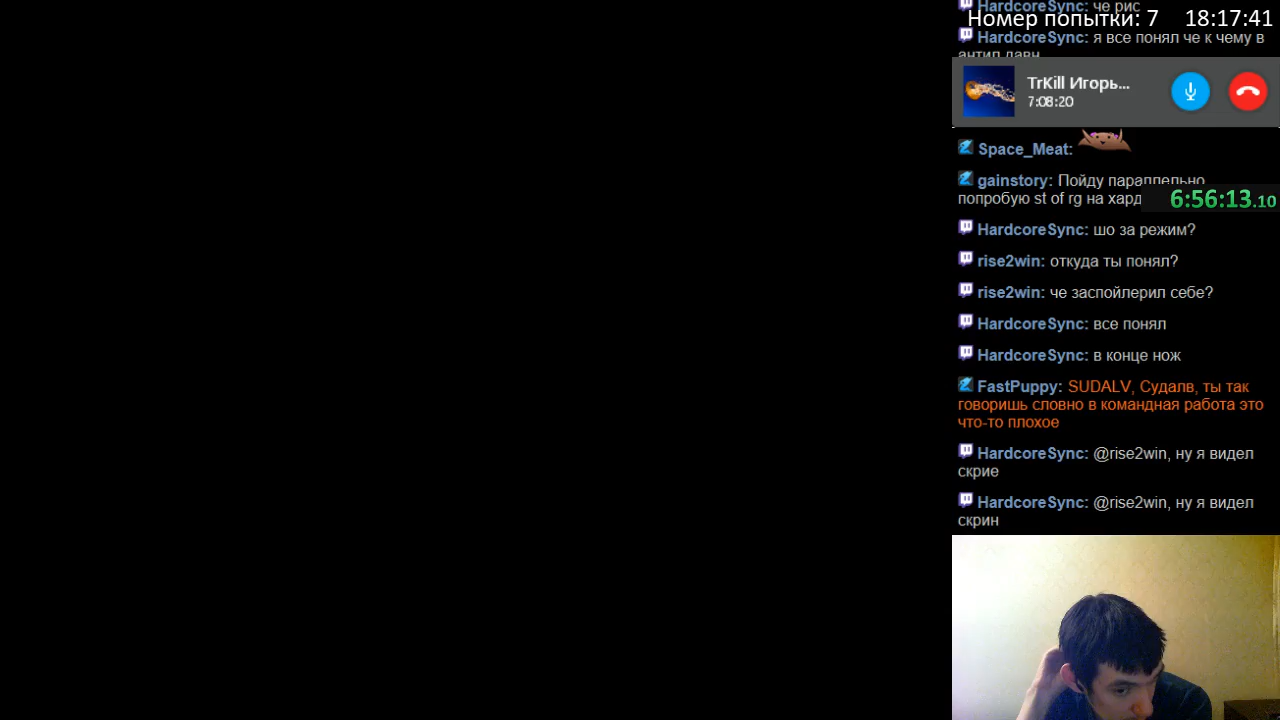 HardcoreSync: че рис
Номер попытки: 7 18:17:41
HardcoreSync: я все понял че к чему в
TrKill Игорь...
7:08:20
Space_Meat:
gainstory: Пойду параллельно
попробую st of rg на хард
6:56:13.10
HardcoreSync: шо за режим?
rise2win: откуда ты понял?
rise2win: че заспойлерил себе?
HardcoreSync: все понял
HardcoreSync: в конце нож
FastPuppy: SUDALV, Судалв, ты так
говоришь словно в командная работа это
что-то плохое
HardcoreSync: @rise2win, ну я видел
скрие
HardcoreSync: @rise2win, ну я видел
скрин